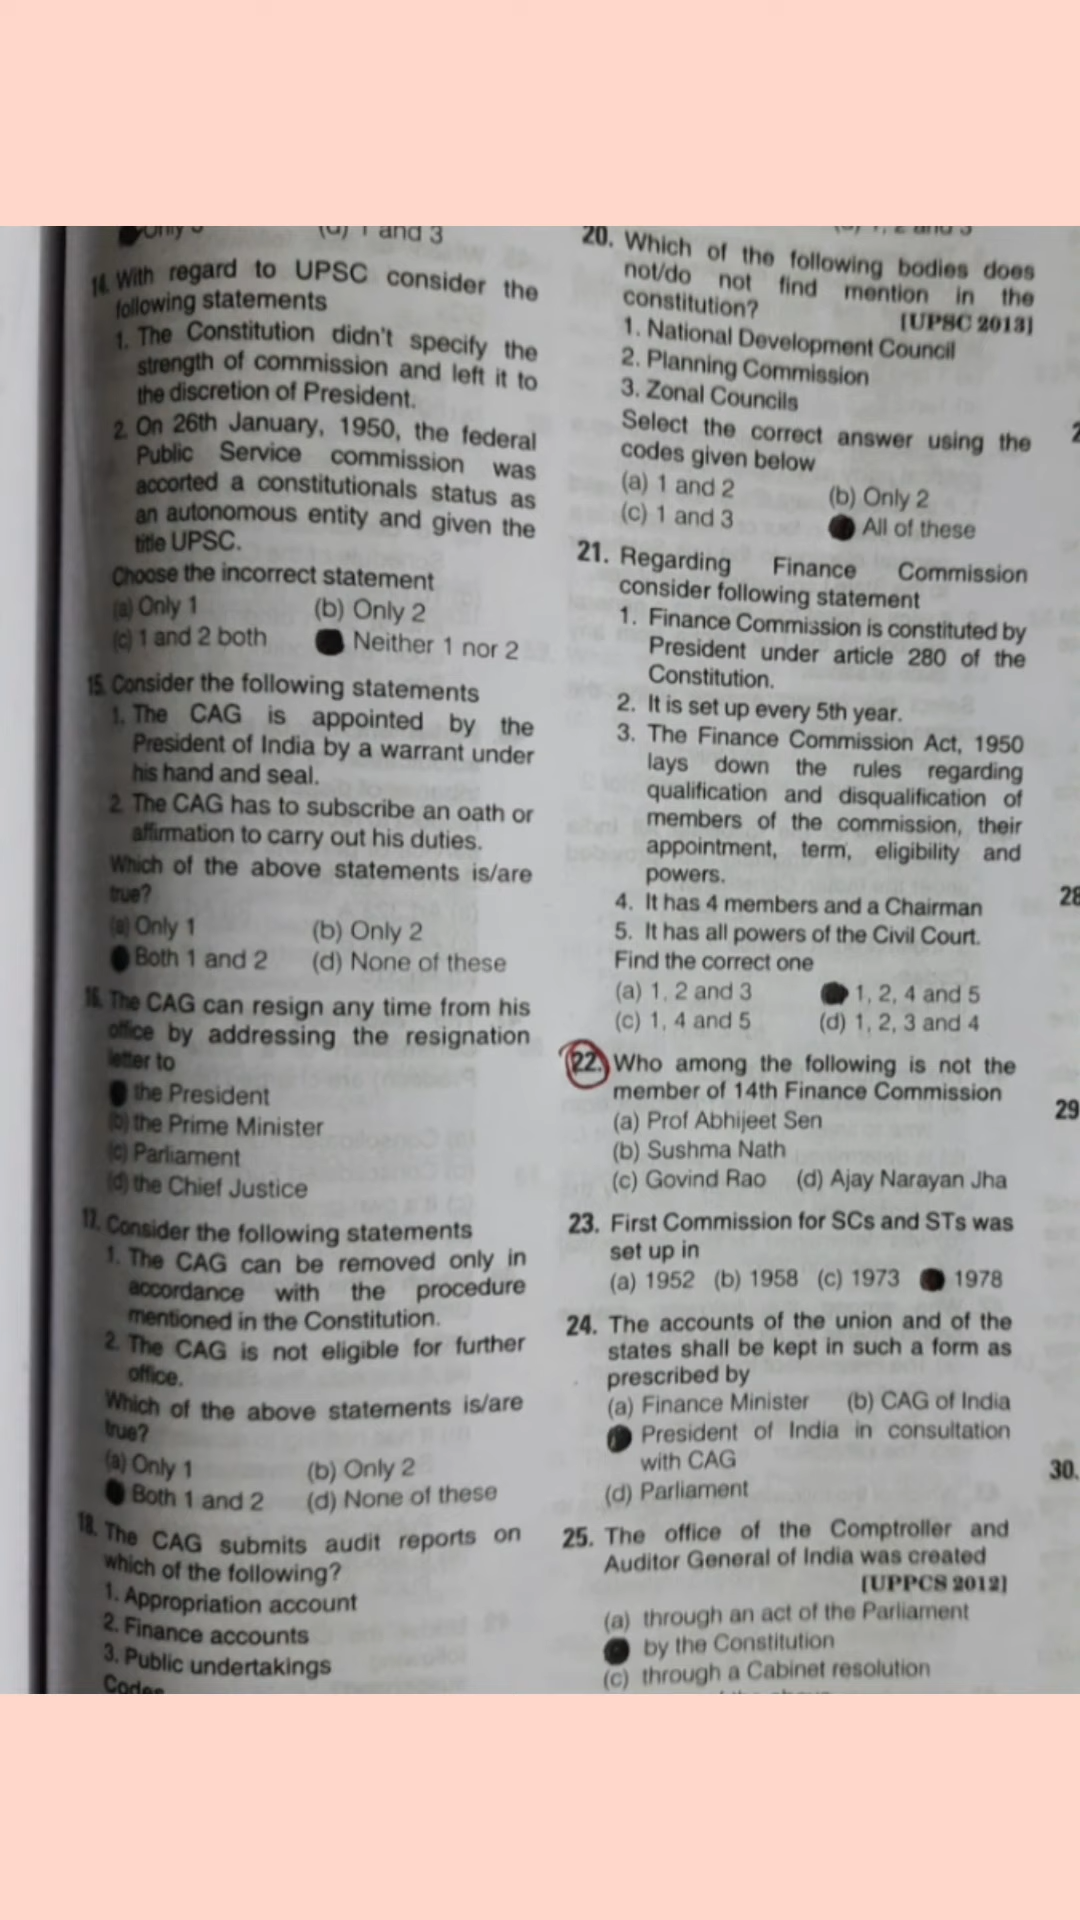 Only 3 (d) 1 and 3
14. With regard to UPSC consider the
following statements
1. The Constitution didn't specify the
strength of commission and left it to
the discretion of President.
2. On 26th January, 1950, the federal
Public Service commission was
accorted a constitutionals status as
an autonomous entity and given the
title UPSC.
Choose the incorrect statement
(a) Only 1 (b) Only 2
(c) 1 and 2 both Neither 1 nor 2
15. Consider the following statements
1. The CAG is appointed by the
President of India by a warrant under
his hand and seal.
2. The CAG has to subscribe an oath or
affirmation to carry out his duties.
Which of the above statements is/are
true?
(a) Only 1 (b) Only 2
Both 1 and 2 (d) None of these
16. The CAG can resign any time from his
office by addressing the resignation
letter to
the President
(b) the Prime Minister
(c) Parliament
(d) the Chief Justice
17. Consider the following statements
1. The CAG can be removed only in
accordance with the procedure
mentioned in the Constitution.
2. The CAG is not eligible for further
office.
Which of the above statements is/are
true?
(a) Only 1 (b) Only 2
Both 1 and 2 (d) None of these
18. The CAG submits audit reports on
which of the following?
1. Appropriation account
2. Finance accounts
3. Public undertakings
Codes
1, 2 and 3
20. Which of the following bodies does
not/do not find mention in the
constitution?
[UPSC 2013]
1. National Development Council
2. Planning Commission
3. Zonal Councils
Select the correct answer using the
codes given below
(a) 1 and 2 (b) Only 2
(c) 1 and 3 All of these
21. Regarding Finance Commission
consider following statement
1. Finance Commission is constituted by
President under article 280 of the
Constitution.
2. It is set up every 5th year.
3. The Finance Commission Act, 1950
lays down the rules regarding
qualification and disqualification of
members of the commission, their
appointment, term, eligibility and
powers.
4. It has 4 members and a Chairman
5. It has all powers of the Civil Court.
Find the correct one
(a) 1, 2 and 3 1, 2, 4 and 5
(c) 1, 4 and 5 (d) 1, 2, 3 and 4
22. Who among the following is not the
member of 14th Finance Commission
(a) Prof Abhijeet Sen
(b) Sushma Nath
(c) Govind Rao (d) Ajay Narayan Jha
23. First Commission for SCs and STs was
set up in
(a) 1952 (b) 1958 (c) 1973 1978
24. The accounts of the union and of the
states shall be kept in such a form as
prescribed by
(a) Finance Minister (b) CAG of India
President of India in consultation
with CAG
(d) Parliament
25. The office of the Comptroller and
Auditor General of India was created
[UPPCS 2012]
(a) through an act of the Parliament
by the Constitution
(c) through a Cabinet resolution
28
29
30.